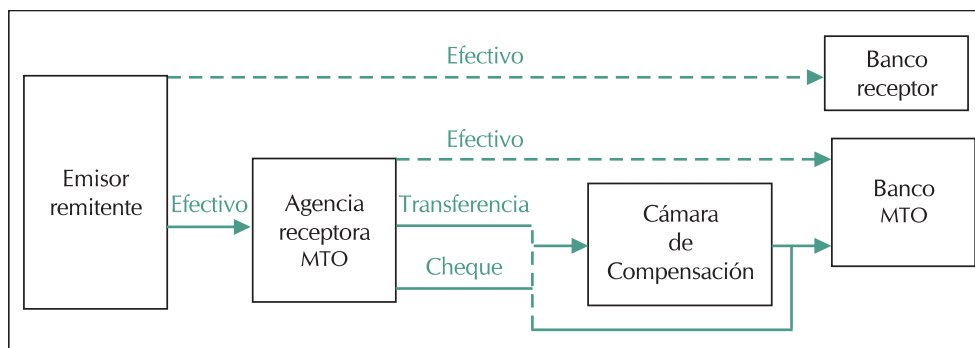 Efectivo
Banco
receptor
Efectivo
Emisor
remitente
Efectivo
Agencia
receptora
MTO
Transferencia
Cheque
Cámara
de
Compensación
Banco
MTO